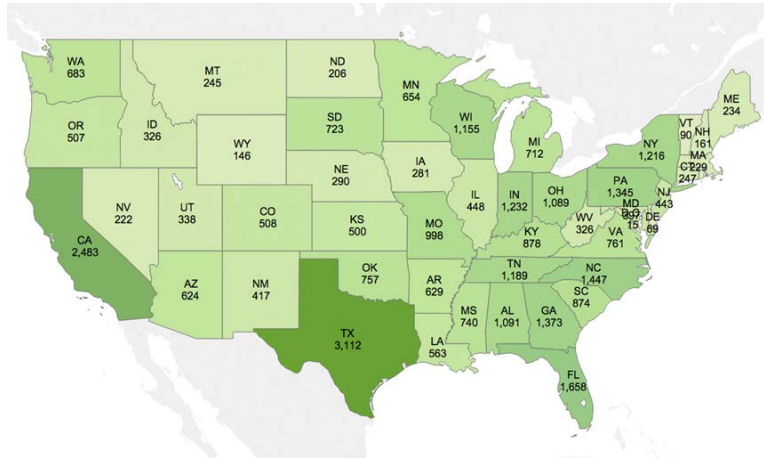 WA
683
MT
245
ND
206
MN
654
ME
234
OR
507
ID
326
SD
723
WI
1,155
MI
712
VT
90
NH
161
NY
1,216
MA
229
CT
247
WY
146
NE
290
IA
281
PA
1,345
NJ
443
NV
222
UT
338
CO
508
KS
500
IL
448
IN
1,232
OH
1,089
MD
DE
69
15
CA
2,483
MO
998
KY
878
WV
326
VA
761
AZ
624
NM
417
OK
757
AR
629
TN
1,189
NC
1,447
SC
874
TX
3,112
LA
563
MS
740
AL
1,091
GA
1,373
FL
1,658